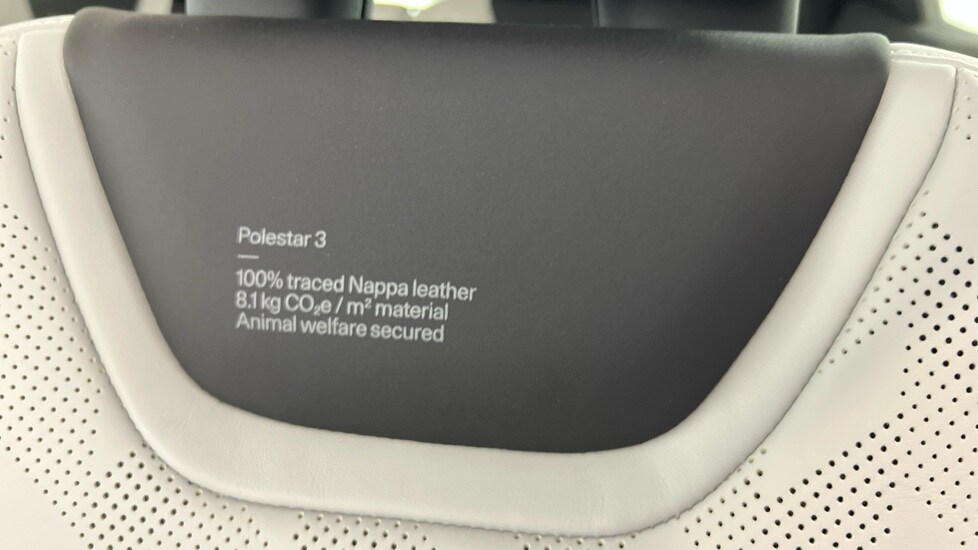 Polestar 3
—
100% traced Nappa leather
8.1 kg CO₂e / m² material
Animal welfare secured